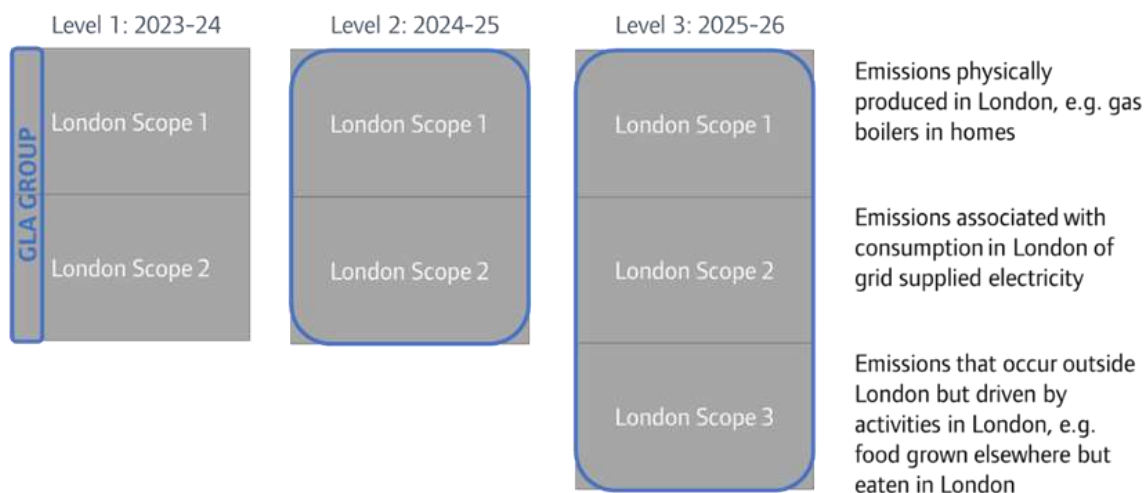 Level 1: 2023-24
Level 2: 2024-25
Level 3: 2025-26
GLA GROUP
London Scope 1
London Scope 2
London Scope 1
London Scope 2
London Scope 1
London Scope 2
London Scope 3
Emissions physically
produced in London, e.g. gas
boilers in homes
Emissions associated with
consumption in London of
grid supplied electricity
Emissions that occur outside
London but driven by
activities in London, e.g.
food grown elsewhere but
eaten in London